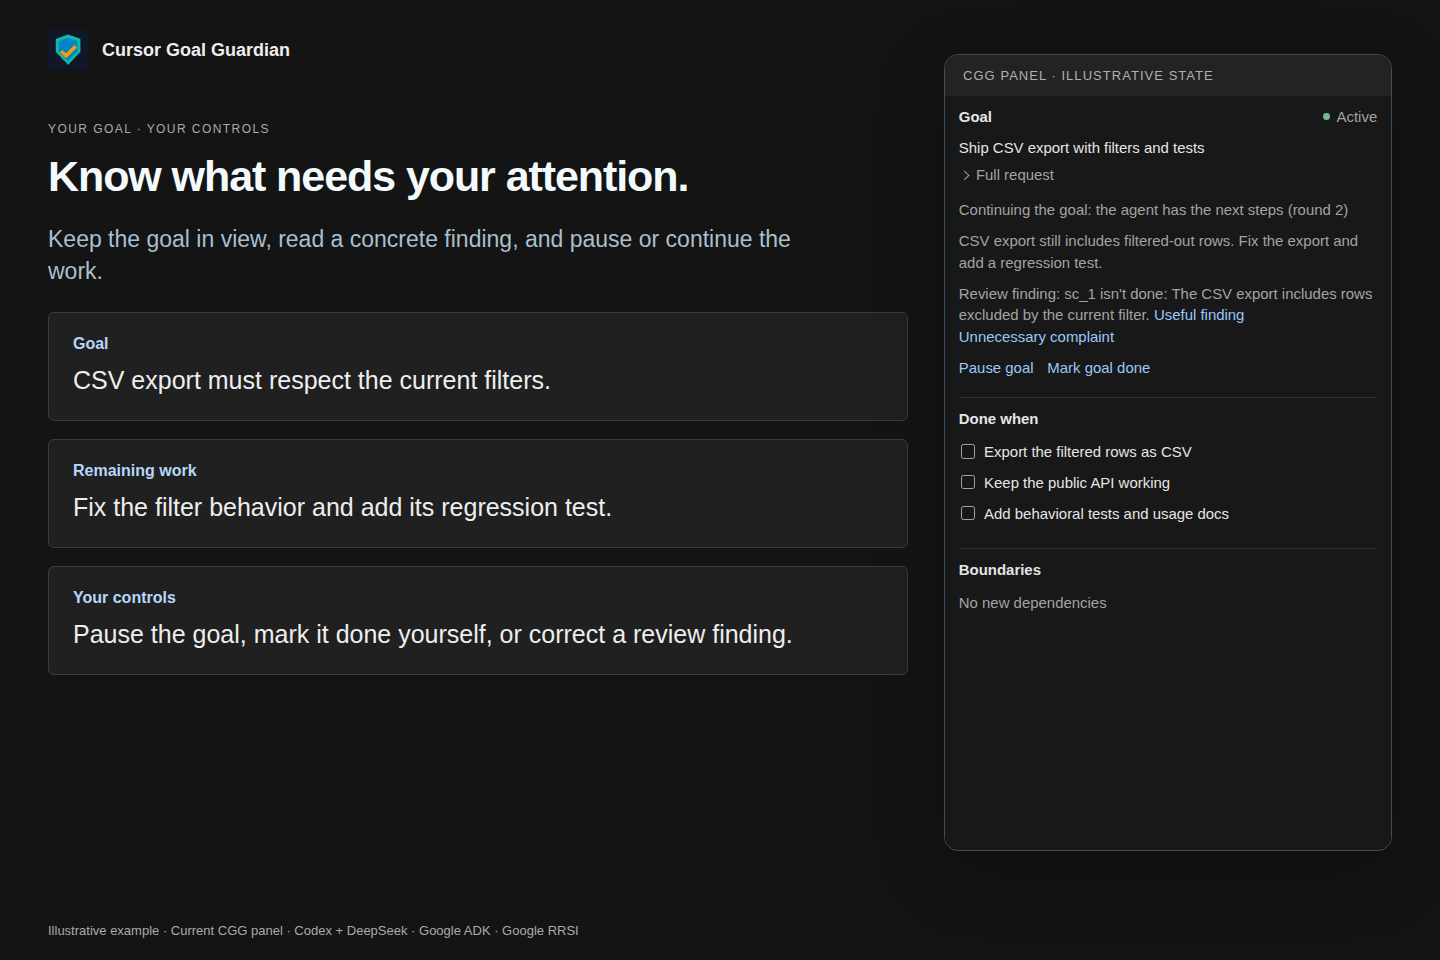 Cursor Goal Guardian
YOUR GOAL · YOUR CONTROLS
Know what needs your attention.
Keep the goal in view, read a concrete finding, and pause or continue the
work.
Goal
CSV export must respect the current filters.
Remaining work
Fix the filter behavior and add its regression test.
Your controls
Pause the goal, mark it done yourself, or correct a review finding.
CGG PANEL · ILLUSTRATIVE STATE
Goal
Active
Ship CSV export with filters and tests
Full request
Continuing the goal: the agent has the next steps (round 2)
CSV export still includes filtered-out rows. Fix the export and
add a regression test.
Review finding: sc_1 isn't done: The CSV export includes rows
excluded by the current filter. Useful finding
Unnecessary complaint
Pause goal Mark goal done
Done when
Export the filtered rows as CSV
Keep the public API working
Add behavioral tests and usage docs
Boundaries
No new dependencies
Illustrative example · Current CGG panel · Codex + DeepSeek · Google ADK · Google RRSI